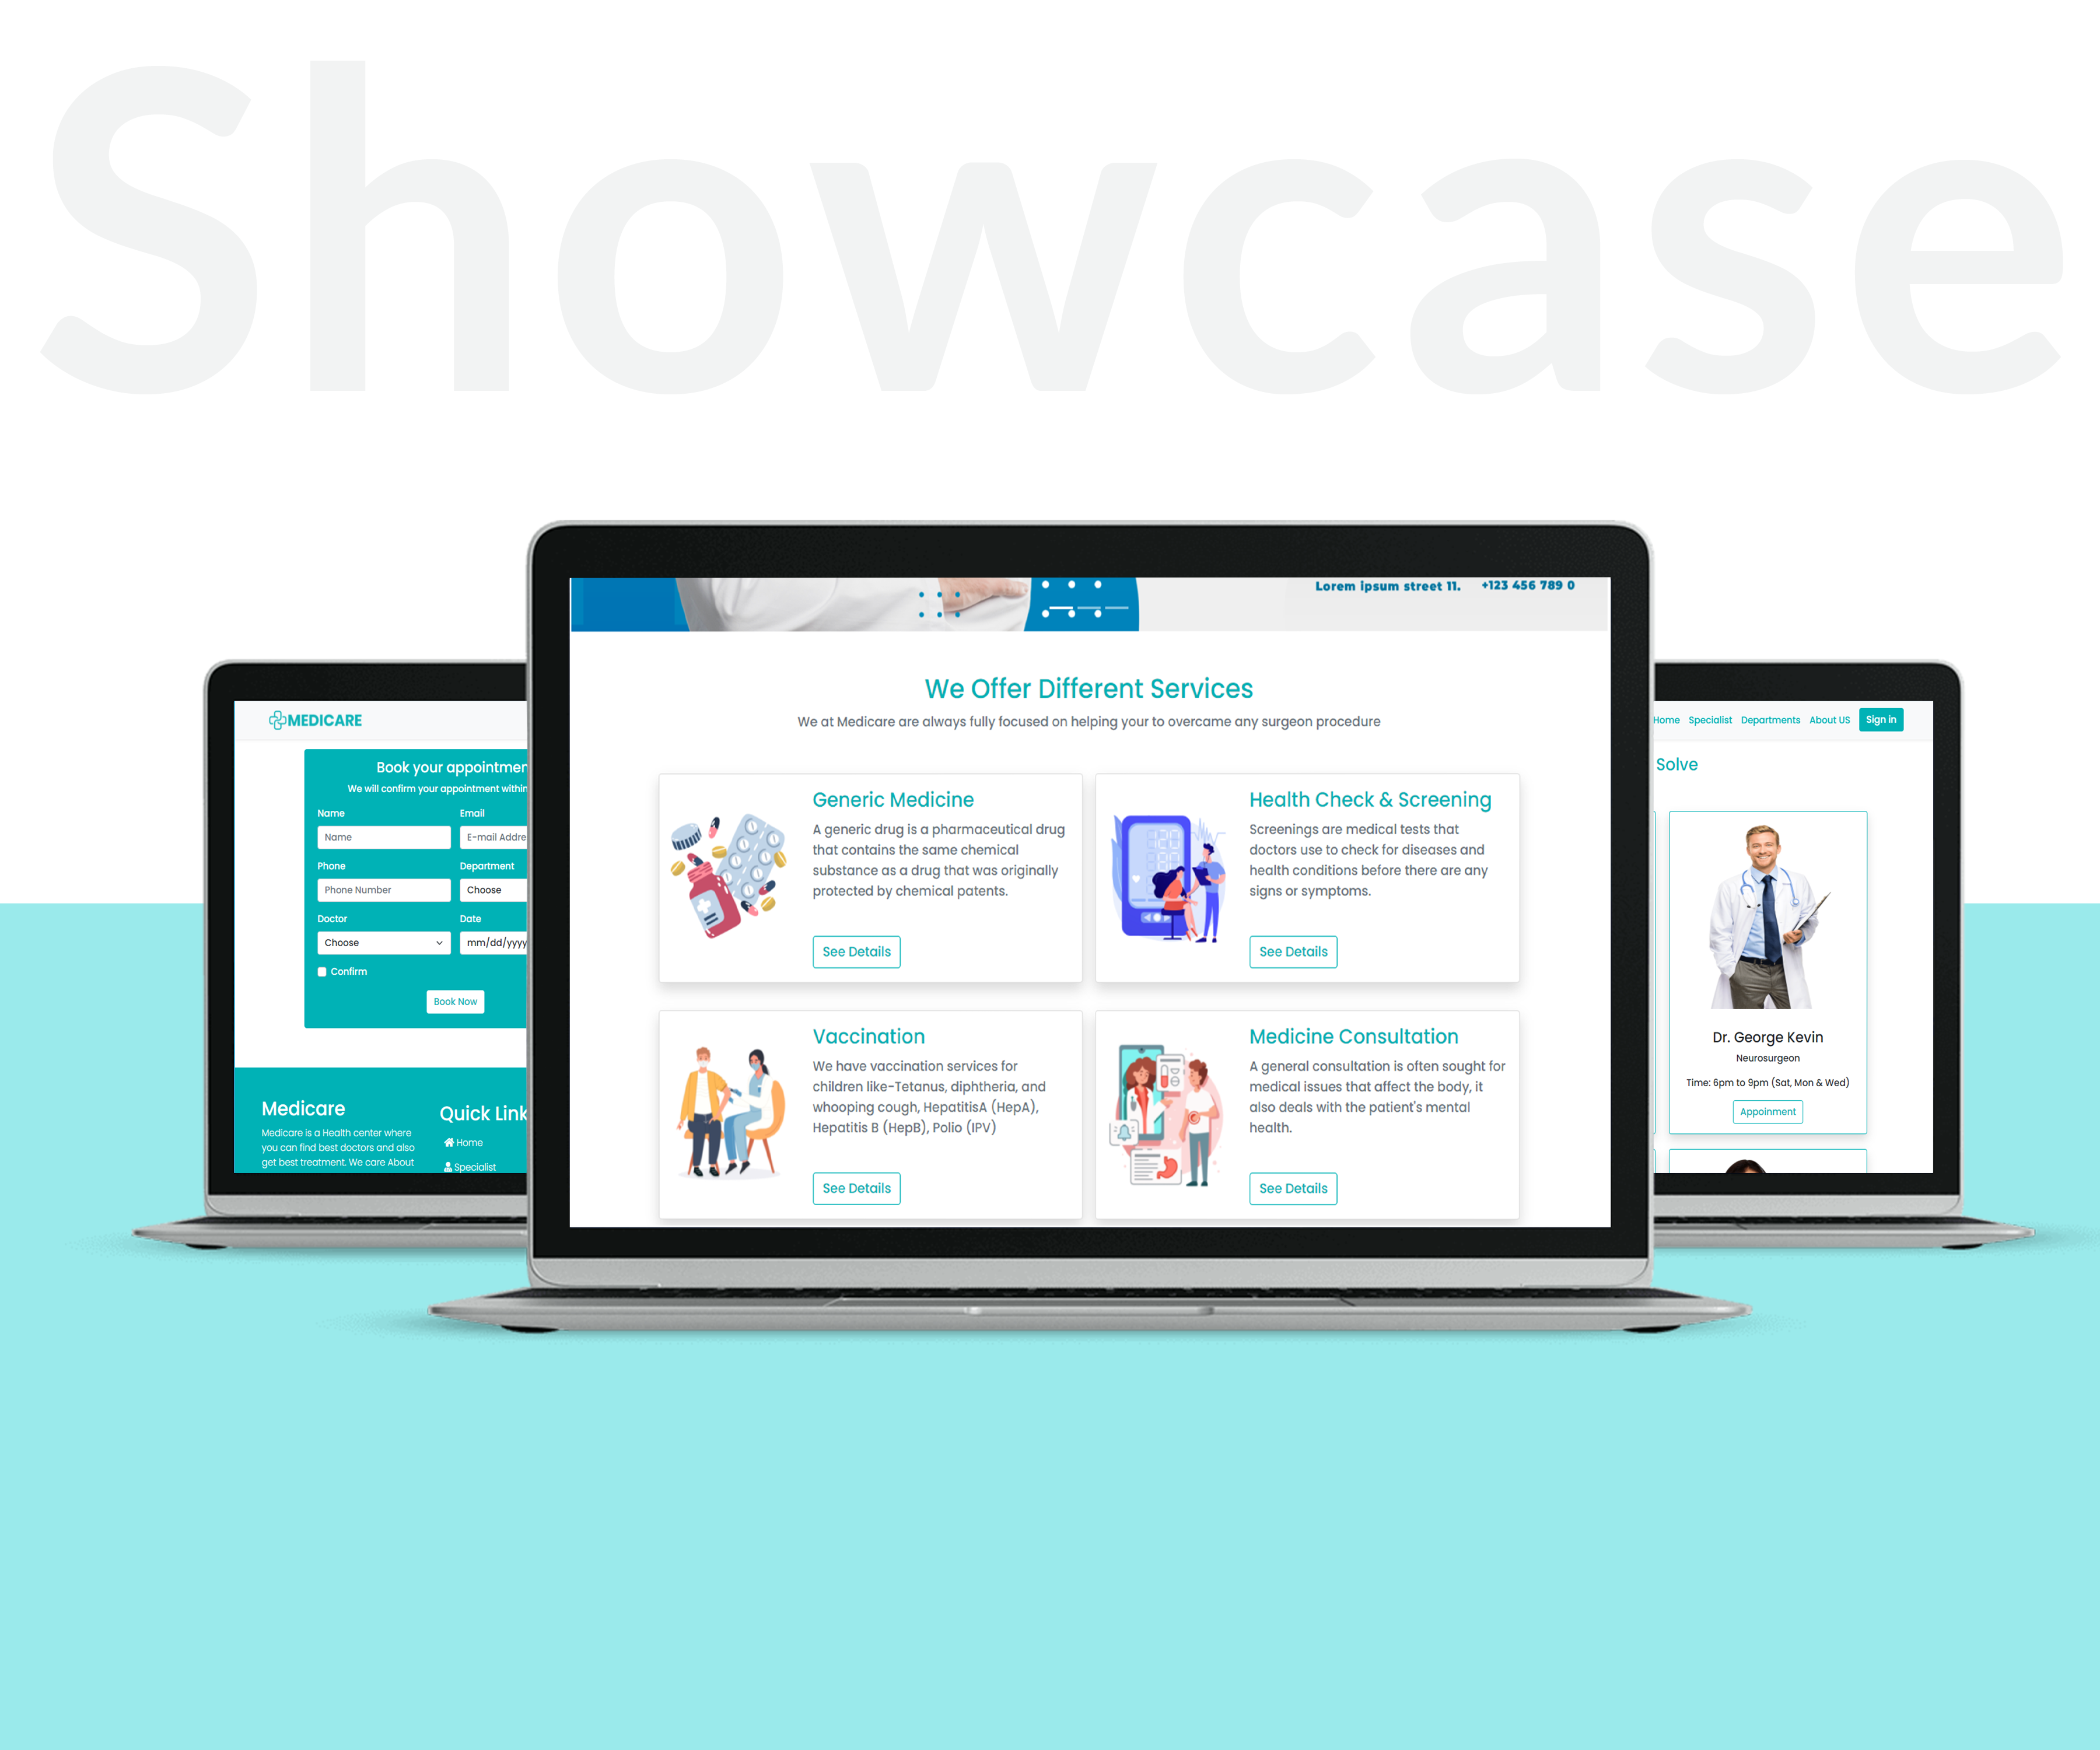 Showcase
Lorem ipsum street 11. +123 456 789 0
We Offer Different Services
We at Medicare are always fully focused on helping your to overcame any surgeon procedure
Generic Medicine
A generic drug is a pharmaceutical drug
that contains the same chemical
substance as a drug that was originally
protected by chemical patents.
See Details
Health Check & Screening
Screenings are medical tests that
doctors use to check for diseases and
health conditions before there are any
signs or symptoms.
See Details
Vaccination
We have vaccination services for
children like-Tetanus, diphtheria, and
whooping cough, HepatitisA (HepA),
Hepatitis B (HepB), Polio (IPV)
See Details
Medicine Consultation
A general consultation is often sought for
medical issues that affect the body, it
also deals with the patient's mental
health.
See Details
MEDICARE
Book your appointmen
We will confirm your appointment within
Name Email
Name E-mail Addre
Phone Department
Phone Number Choose
Doctor Date
Choose mm/dd/yyyy
Confirm
Book Now
Medicare
Medicare is a Health center where
you can find best doctors and also
get best treatment. We care About
Quick Link
Home
Specialist
Home Specialist Departments About US Sign in
Solve
Dr. George Kevin
Neurosurgeon
Time: 6pm to 9pm (Sat, Mon & Wed)
Appoinment